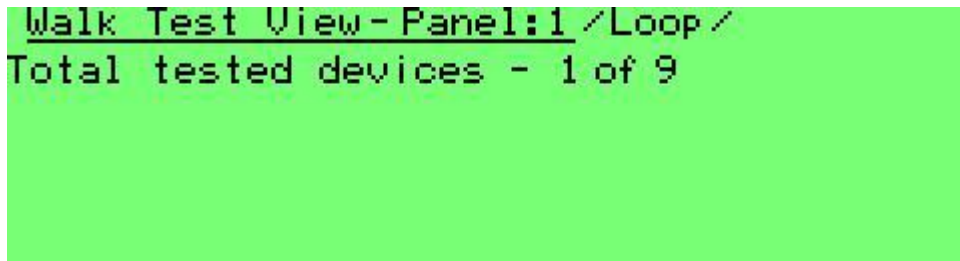 Walk Test View-Panel:1/Loop/
Total tested devices - 1 of 9